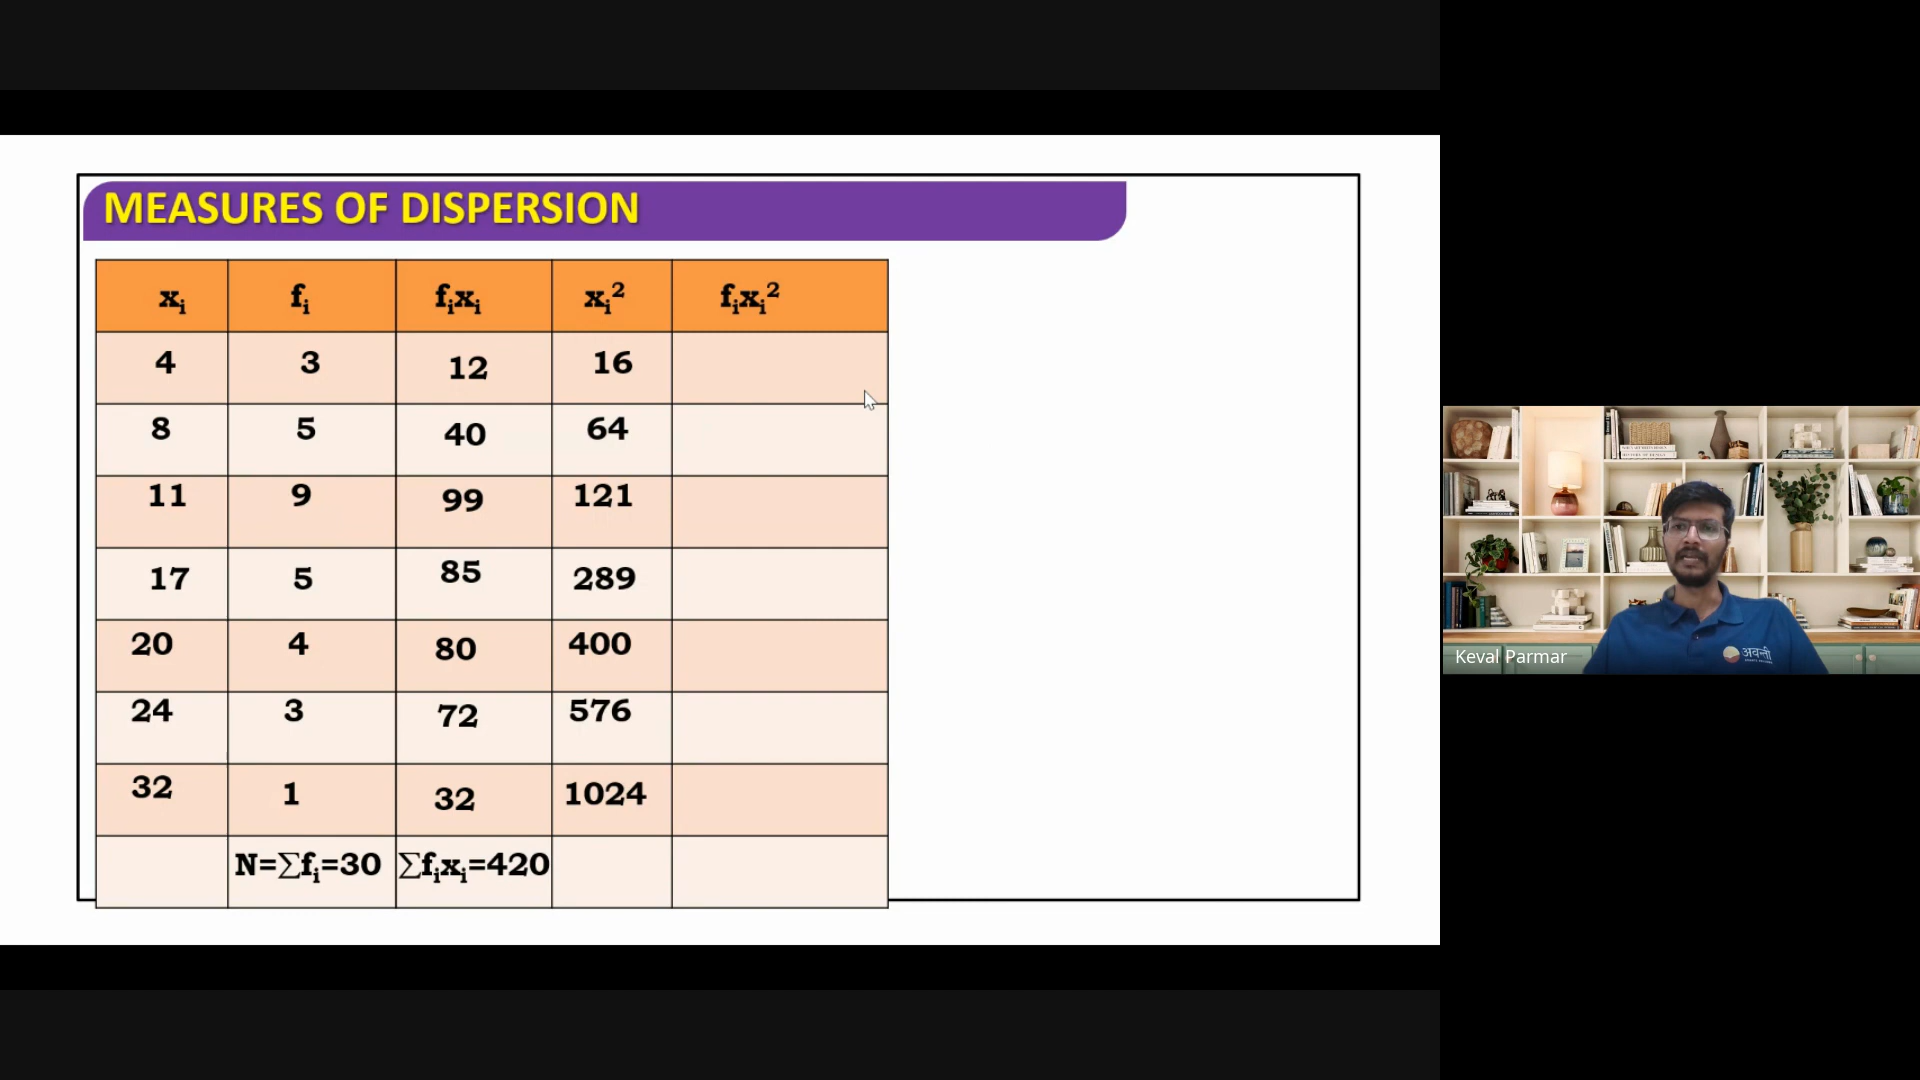 MEASURES OF DISPERSION
xᵢ fᵢ fᵢxᵢ xᵢ² fᵢxᵢ²
4 3 12 16
8 5 40 64
11 9 99 121
17 5 85 289
20 4 80 400
24 3 72 576
32 1 32 1024
N=∑fᵢ=30 ∑fᵢxᵢ=420
Keval Parmar
अवन्ती